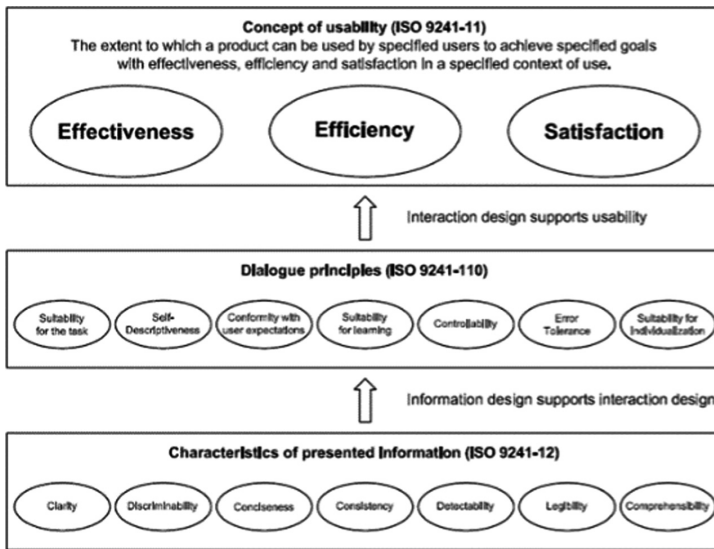 Concept of usability (ISO 9241-11)
The extent to which a product can be used by specified users to achieve specified goals
with effectiveness, efficiency and satisfaction in a specified context of use.
Effectiveness
Efficiency
Satisfaction
Interaction design supports usability
Dialogue principles (ISO 9241-110)
Suitability
for the task
Self-
Descriptiveness
Conformity with
user expectations
Suitability
for learning
Controllability
Error
Tolerance
Suitability for
Individualization
Information design supports interaction design
Characteristics of presented Information (ISO 9241-12)
Clarity
Discriminability
Conciseness
Consistency
Detectability
Legibility
Comprehensibility